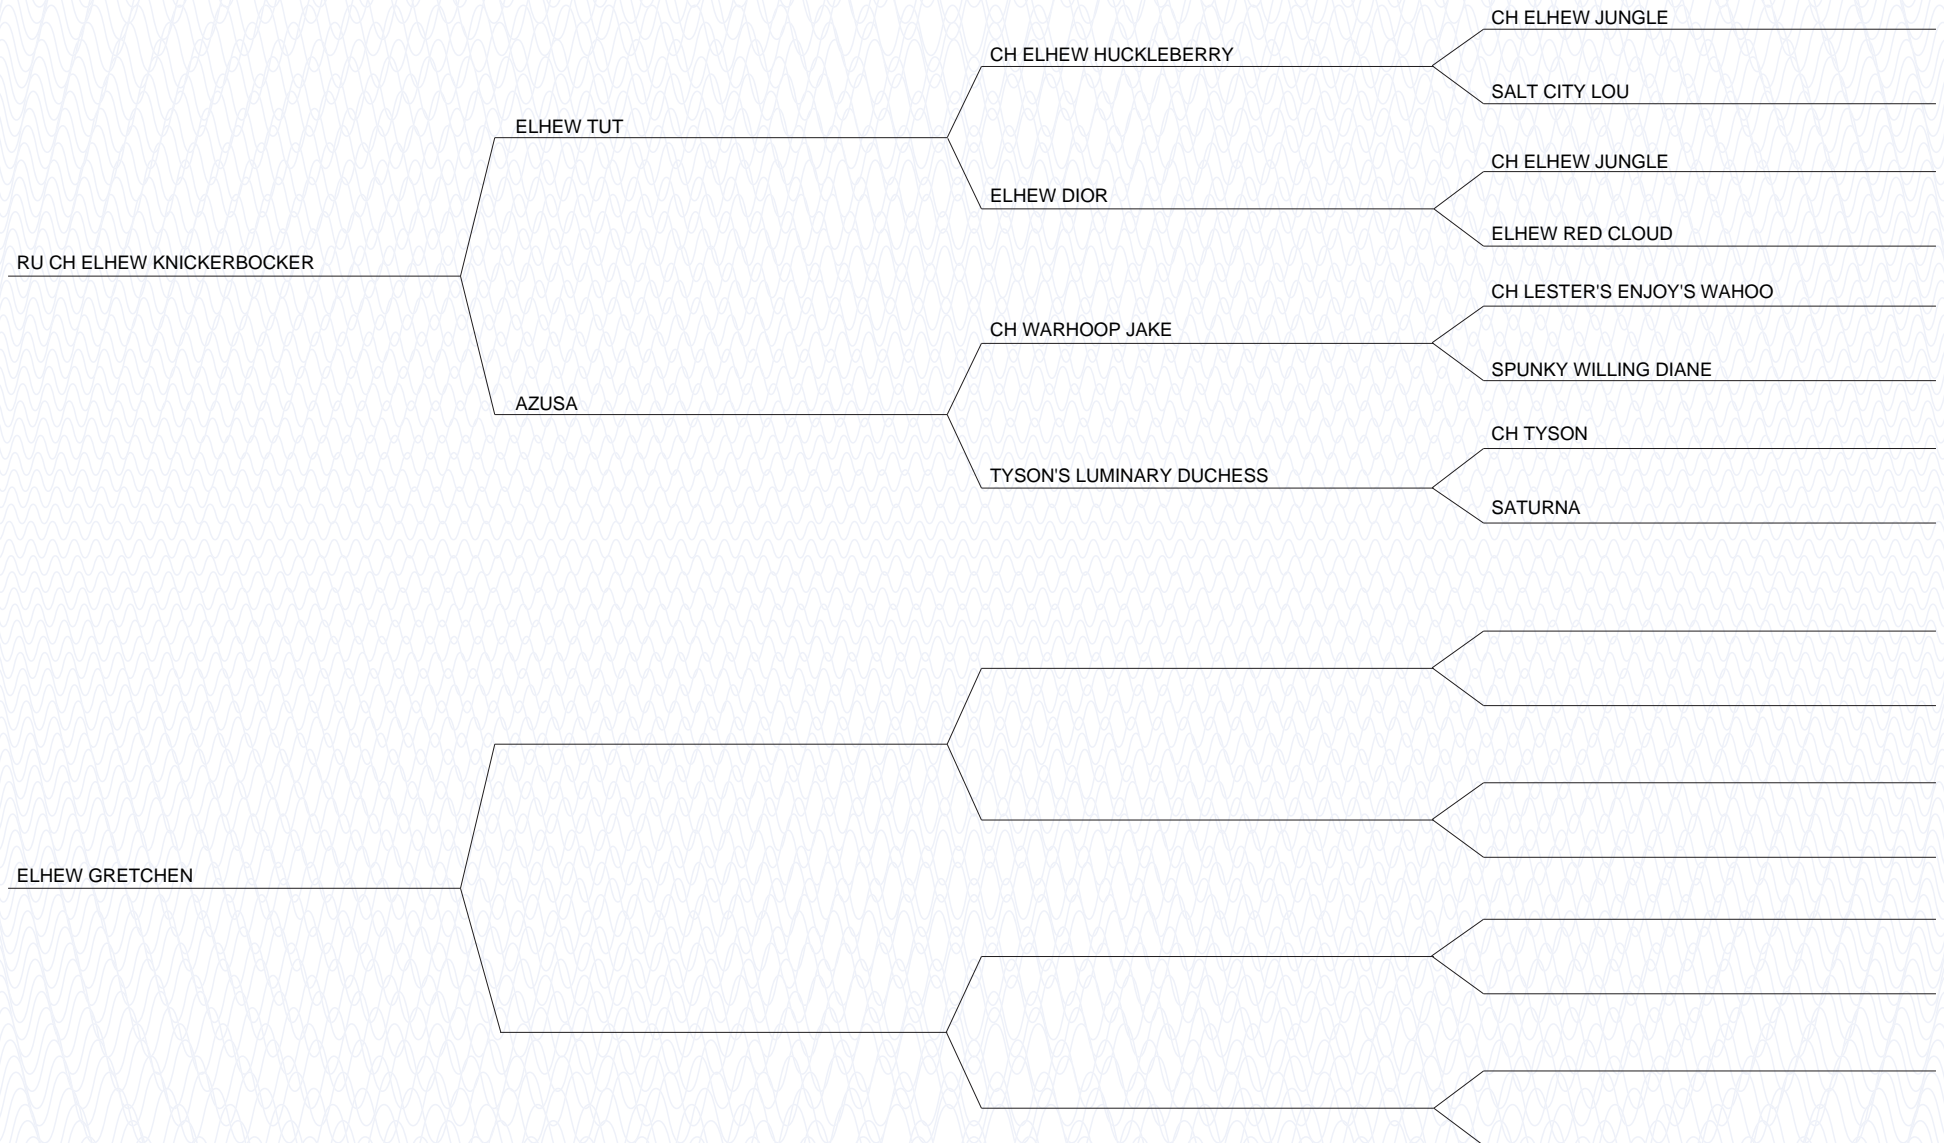 CH ELHEW JUNGLE
CH ELHEW HUCKLEBERRY
SALT CITY LOU
ELHEW TUT
CH ELHEW JUNGLE
ELHEW DIOR
ELHEW RED CLOUD
RU CH ELHEW KNICKERBOCKER
CH LESTER'S ENJOY'S WAHOO
CH WARHOOP JAKE
SPUNKY WILLING DIANE
AZUSA
CH TYSON
TYSON'S LUMINARY DUCHESS
SATURNA
ELHEW GRETCHEN